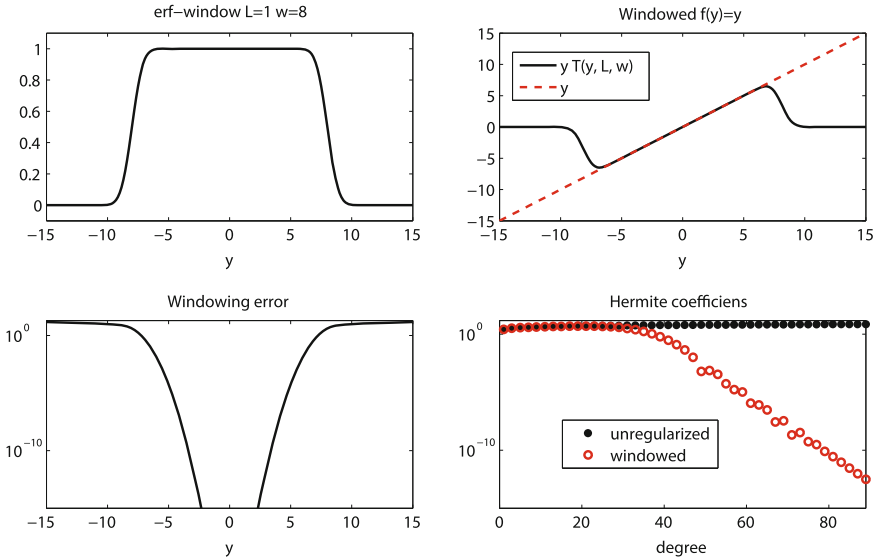 erf−window L=1 w=8
1
0.8
0.6
0.4
0.2
0
−15 −10 −5 0 5 10 15
y
Windowed f(y)=y
15
10
5
0
−5
−10
−15
y T(y, L, w)
y
−15 −10 −5 0 5 10 15
y
Windowing error
10^0
10^−10
−15 −10 −5 0 5 10 15
y
Hermite coefficiens
10^0
10^−10
unregularized
windowed
0 20 40 60 80
degree